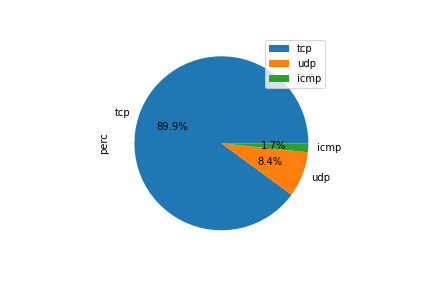 tcp
udp
icmp
tcp
89.9%
perc
1.7%
icmp
8.4%
udp